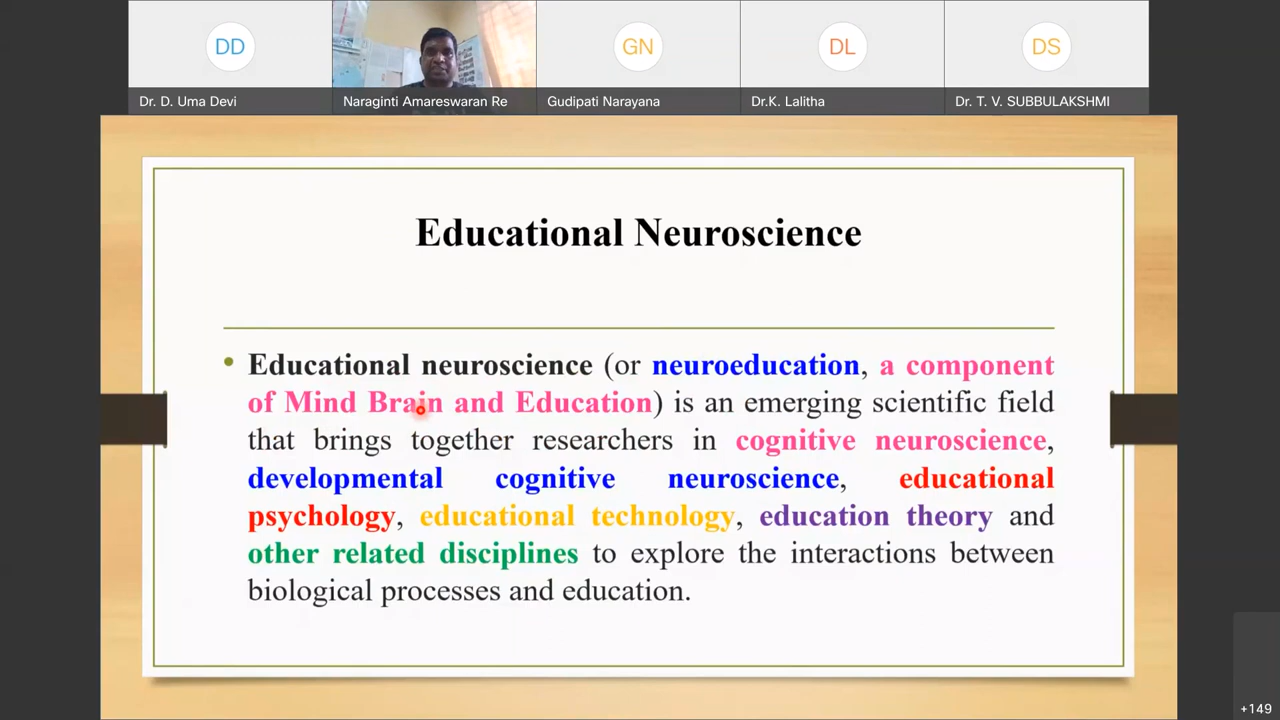 DD
GN
DL
DS
Dr. D. Uma Devi
Naraginti Amareswaran Re
Gudipati Narayana
Dr.K. Lalitha
Dr. T. V. SUBBULAKSHMI
Educational Neuroscience
• Educational neuroscience (or neuroeducation, a component
of Mind Brain and Education) is an emerging scientific field
that brings together researchers in cognitive neuroscience,
developmental cognitive neuroscience, educational
psychology, educational technology, education theory and
other related disciplines to explore the interactions between
biological processes and education.
+149